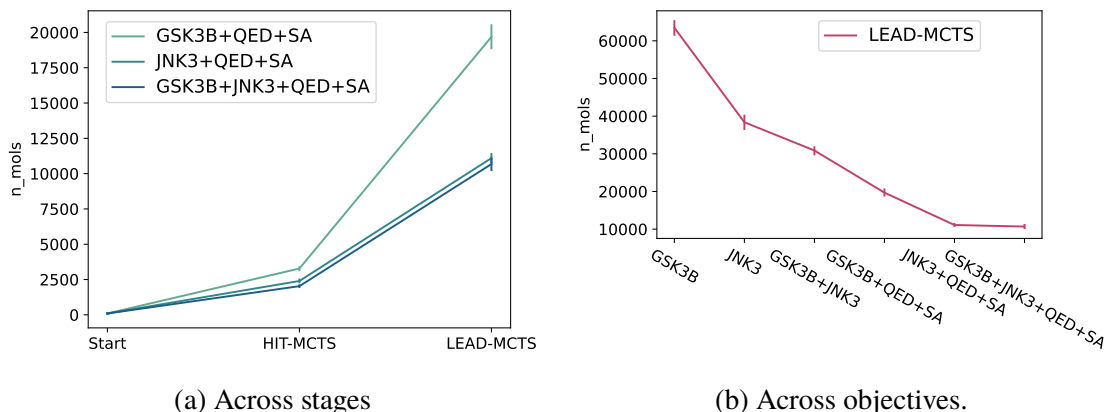 GSK3B+QED+SA
JNK3+QED+SA
GSK3B+JNK3+QED+SA
n_mols
20000
17500
15000
12500
10000
7500
5000
2500
0
Start HIT-MCTS LEAD-MCTS
(a) Across stages
LEAD-MCTS
n_mols
60000
50000
40000
30000
20000
10000
GSK3B
JNK3
GSK3B+JNK3
GSK3B+QED+SA
JNK3+QED+SA
GSK3B+JNK3+QED+SA
(b) Across objectives.